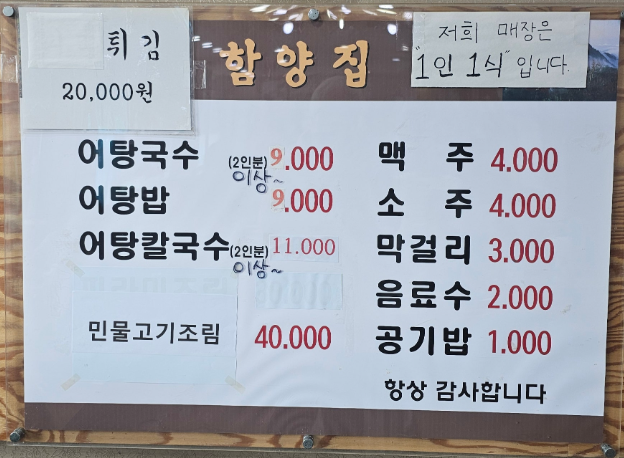 튀김
20,000원
함양집
저희 매장은
"1인 1식" 입니다.
어탕국수 (2인분) 9.000
이상~
어탕밥 9.000
어탕칼국수 (2인분) 11.000
이상~
민물고기조림 40.000
맥주 4.000
소주 4.000
막걸리 3.000
음료수 2.000
공기밥 1.000
항상 감사합니다